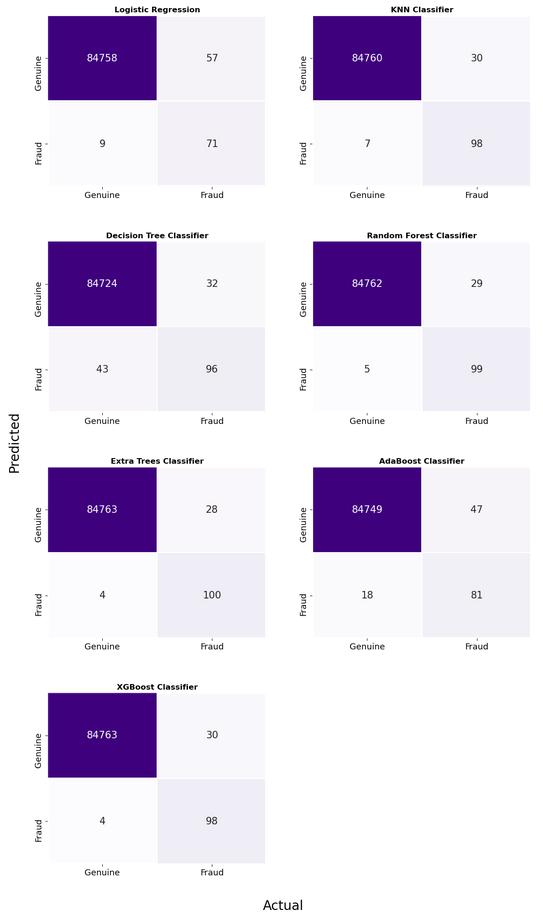 Logistic Regression
Genuine
84758
57
Fraud
9
71
Genuine
Fraud
KNN Classifier
Genuine
84760
30
Fraud
7
98
Genuine
Fraud
Decision Tree Classifier
Genuine
84724
32
Fraud
43
96
Genuine
Fraud
Random Forest Classifier
Genuine
84762
29
Fraud
5
99
Genuine
Fraud
Predicted
Extra Trees Classifier
Genuine
84763
28
Fraud
4
100
Genuine
Fraud
AdaBoost Classifier
Genuine
84749
47
Fraud
18
81
Genuine
Fraud
XGBoost Classifier
Genuine
84763
30
Fraud
4
98
Genuine
Fraud
Actual